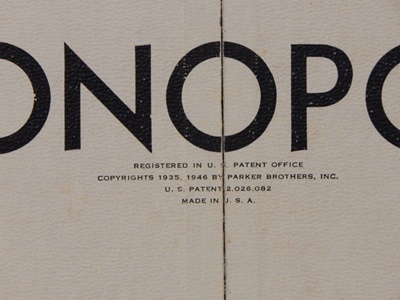 ONOPO
REGISTERED IN U. S. PATENT OFFICE
COPYRIGHTS 1935, 1946 BY PARKER BROTHERS, INC.
U. S. PATENT 2,026,082
MADE IN U. S. A.